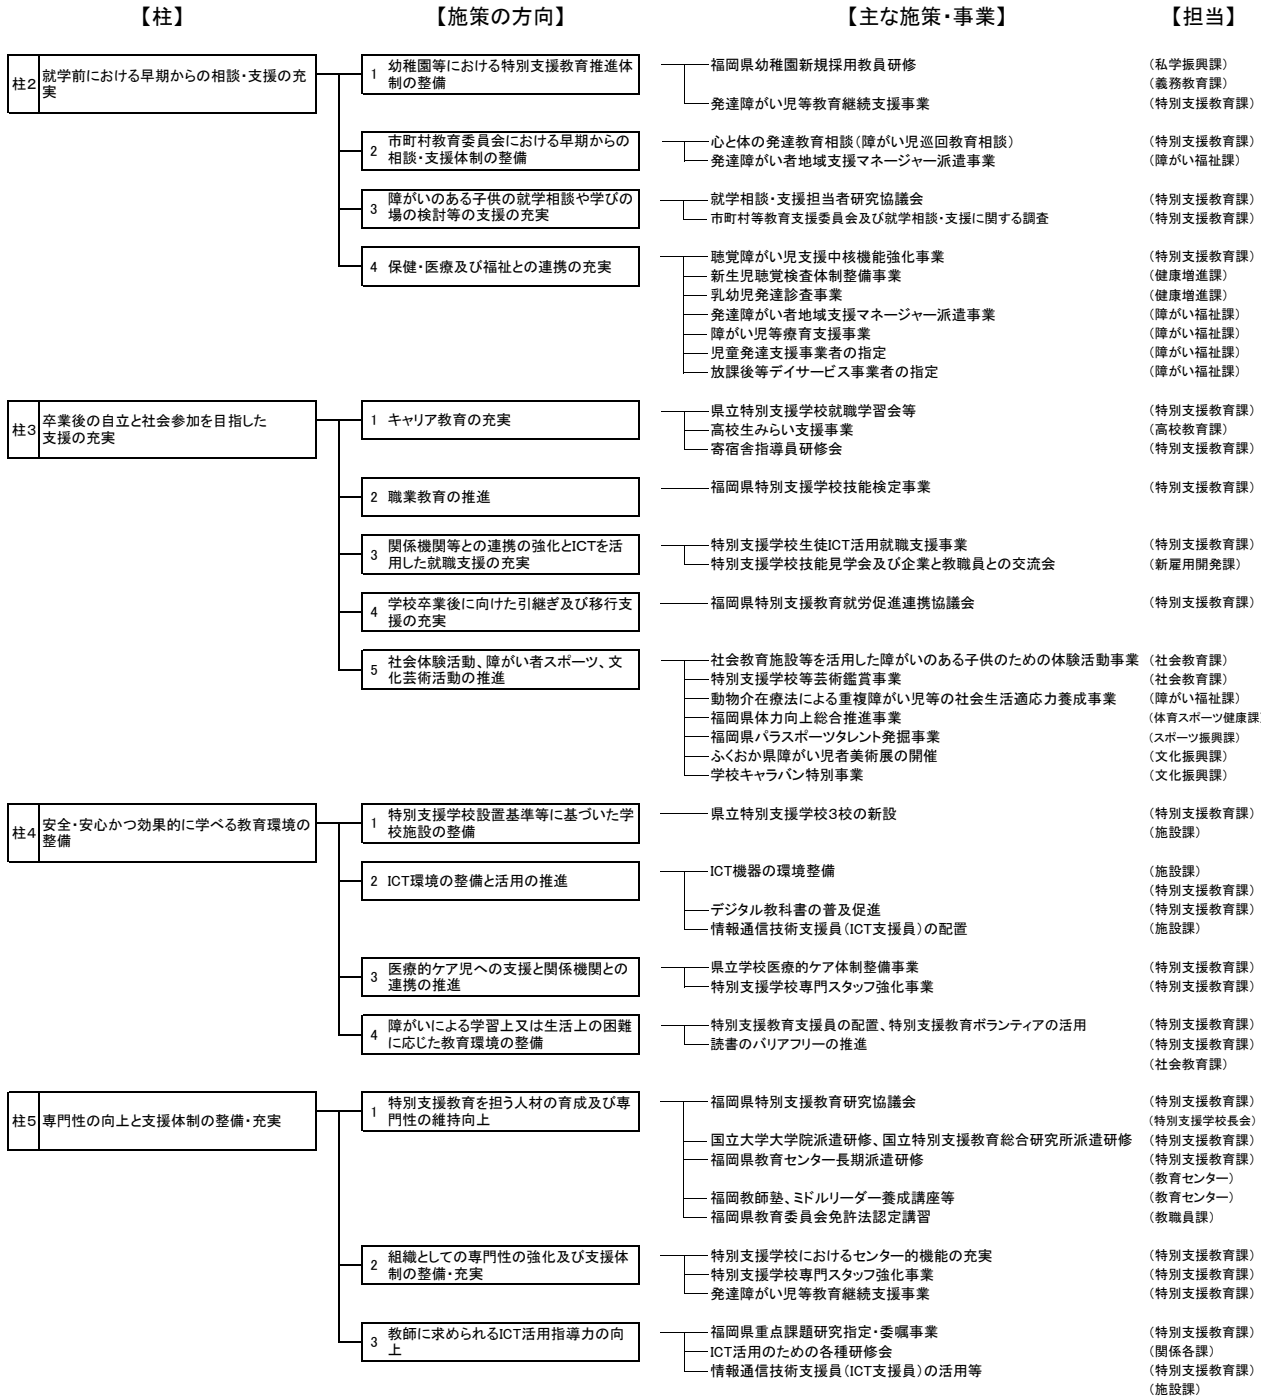 【柱】 【施策の方向】 【主な施策・事業】 【担当】
柱2 就学前における早期からの相談・支援の充
実
1 幼稚園等における特別支援教育推進体
制の整備
福岡県幼稚園新規採用教員研修 （私学振興課）
（義務教育課）
発達障がい児等教育継続支援事業 （特別支援教育課）
2 市町村教育委員会における早期からの
相談・支援体制の整備
心と体の発達教育相談（障がい児巡回教育相談） （特別支援教育課）
発達障がい者地域支援マネージャー派遣事業 （障がい福祉課）
3 障がいのある子供の就学相談や学びの
場の検討等の支援の充実
就学相談・支援担当者研究協議会 （特別支援教育課）
市町村等教育支援委員会及び就学相談・支援に関する調査 （特別支援教育課）
4 保健・医療及び福祉との連携の充実
聴覚障がい児支援中核機能強化事業 （特別支援教育課）
新生児聴覚検査体制整備事業 （健康増進課）
乳幼児発達診査事業 （健康増進課）
発達障がい者地域支援マネージャー派遣事業 （障がい福祉課）
障がい児等療育支援事業 （障がい福祉課）
児童発達支援事業者の指定 （障がい福祉課）
放課後等デイサービス事業者の指定 （障がい福祉課）
柱3 卒業後の自立と社会参加を目指した
支援の充実
1 キャリア教育の充実
県立特別支援学校就職学習会等 （特別支援教育課）
高校生みらい支援事業 （高校教育課）
寄宿舎指導員研修会 （特別支援教育課）
2 職業教育の推進
福岡県特別支援学校技能検定事業 （特別支援教育課）
3 関係機関等との連携の強化とICTを活
用した就職支援の充実
特別支援学校生徒ICT活用就職支援事業 （特別支援教育課）
特別支援学校技能見学会及び企業と教職員との交流会 （新雇用開発課）
4 学校卒業後に向けた引継ぎ及び移行支
援の充実
福岡県特別支援教育就労促進連携協議会 （特別支援教育課）
5 社会体験活動、障がい者スポーツ、文
化芸術活動の推進
社会教育施設等を活用した障がいのある子供のための体験活動事業 （社会教育課）
特別支援学校等芸術鑑賞事業 （社会教育課）
動物介在療法による重複障がい児等の社会生活適応力養成事業 （障がい福祉課）
福岡県体力向上総合推進事業 （体育スポーツ健康課）
福岡県パラスポーツタレント発掘事業 （スポーツ振興課）
ふくおか県障がい児者美術展の開催 （文化振興課）
学校キャラバン特別事業 （文化振興課）
柱4 安全・安心かつ効果的に学べる教育環境の
整備
1 特別支援学校設置基準等に基づいた学
校施設の整備
県立特別支援学校3校の新設 （特別支援教育課）
（施設課）
2 ICT環境の整備と活用の推進
ICT機器の環境整備 （施設課）
（特別支援教育課）
デジタル教科書の普及促進 （特別支援教育課）
情報通信技術支援員（ICT支援員）の配置 （施設課）
3 医療的ケア児への支援と関係機関との
連携の推進
県立学校医療的ケア体制整備事業 （特別支援教育課）
特別支援学校専門スタッフ強化事業 （特別支援教育課）
4 障がいによる学習上又は生活上の困難
に応じた教育環境の整備
特別支援教育支援員の配置、特別支援教育ボランティアの活用 （特別支援教育課）
読書のバリアフリーの推進 （特別支援教育課）
（社会教育課）
柱5 専門性の向上と支援体制の整備・充実
1 特別支援教育を担う人材の育成及び専
門性の維持向上
福岡県特別支援教育研究協議会 （特別支援教育課）
（特別支援学校長会）
国立大学大学院派遣研修、国立特別支援教育総合研究所派遣研修 （特別支援教育課）
福岡県教育センター長期派遣研修 （特別支援教育課）
（教育センター）
福岡教師塾、ミドルリーダー養成講座等 （教育センター）
福岡県教育委員会免許法認定講習 （教職員課）
2 組織としての専門性の強化及び支援体
制の整備・充実
特別支援学校におけるセンター的機能の充実 （特別支援教育課）
特別支援学校専門スタッフ強化事業 （特別支援教育課）
発達障がい児等教育継続支援事業 （特別支援教育課）
3 教師に求められるICT活用指導力の向
上
福岡県重点課題研究指定・委嘱事業 （特別支援教育課）
ICT活用のための各種研修会 （関係各課）
情報通信技術支援員（ICT支援員）の活用等 （特別支援教育課）
（施設課）